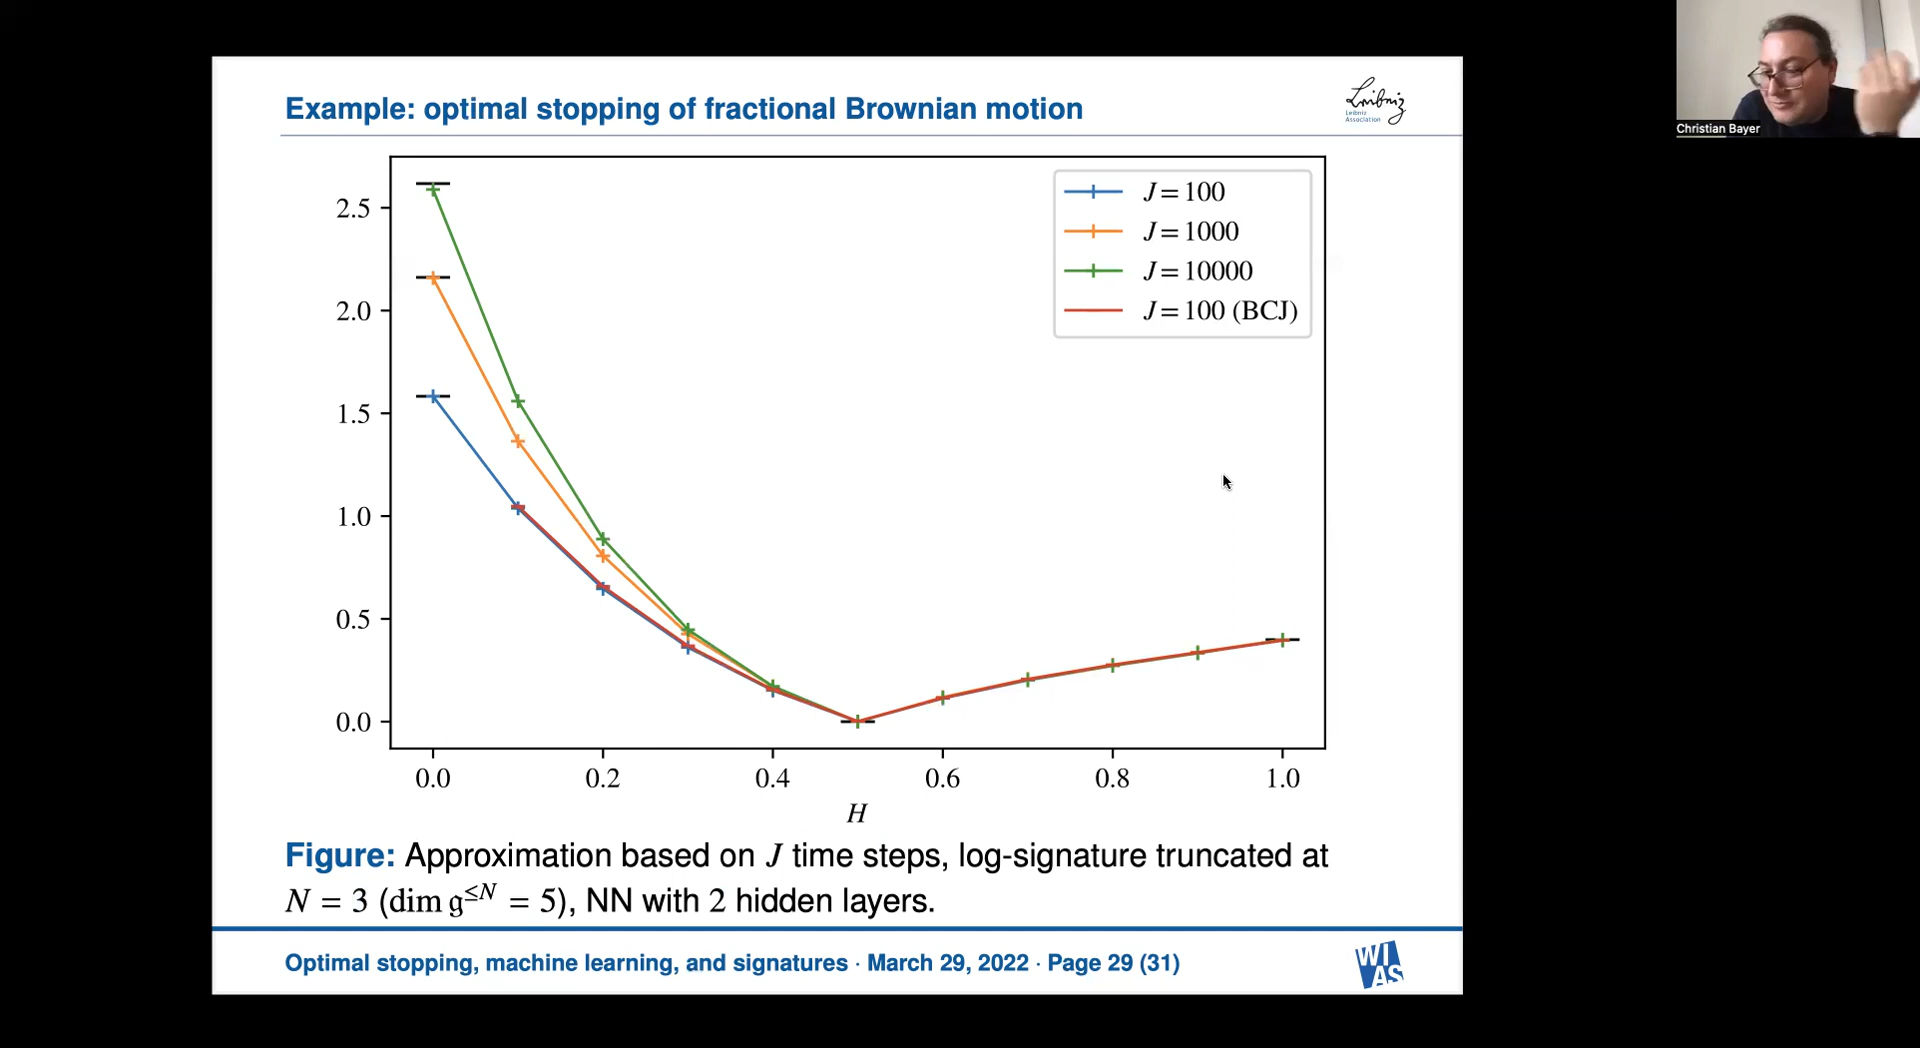 Example: optimal stopping of fractional Brownian motion
Leibniz
Leibniz
Association
Christian Bayer
J = 100
J = 1000
J = 10000
J = 100 (BCJ)
2.5
2.0
1.5
1.0
0.5
0.0
0.0 0.2 0.4 0.6 0.8 1.0
H
Figure: Approximation based on J time steps, log-signature truncated at
N = 3 (dim 𝔤^≤N = 5), NN with 2 hidden layers.
Optimal stopping, machine learning, and signatures · March 29, 2022 · Page 29 (31)
WI
AS